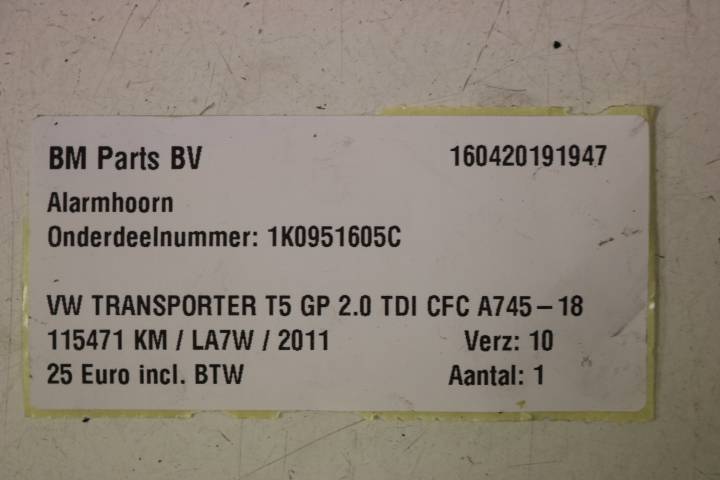 BM Parts BV 160420191947
Alarmhoorn
Onderdeelnummer: 1K0951605C
VW TRANSPORTER T5 GP 2.0 TDI CFC A745-18
115471 KM / LA7W / 2011 Verz: 10
25 Euro incl. BTW Aantal: 1